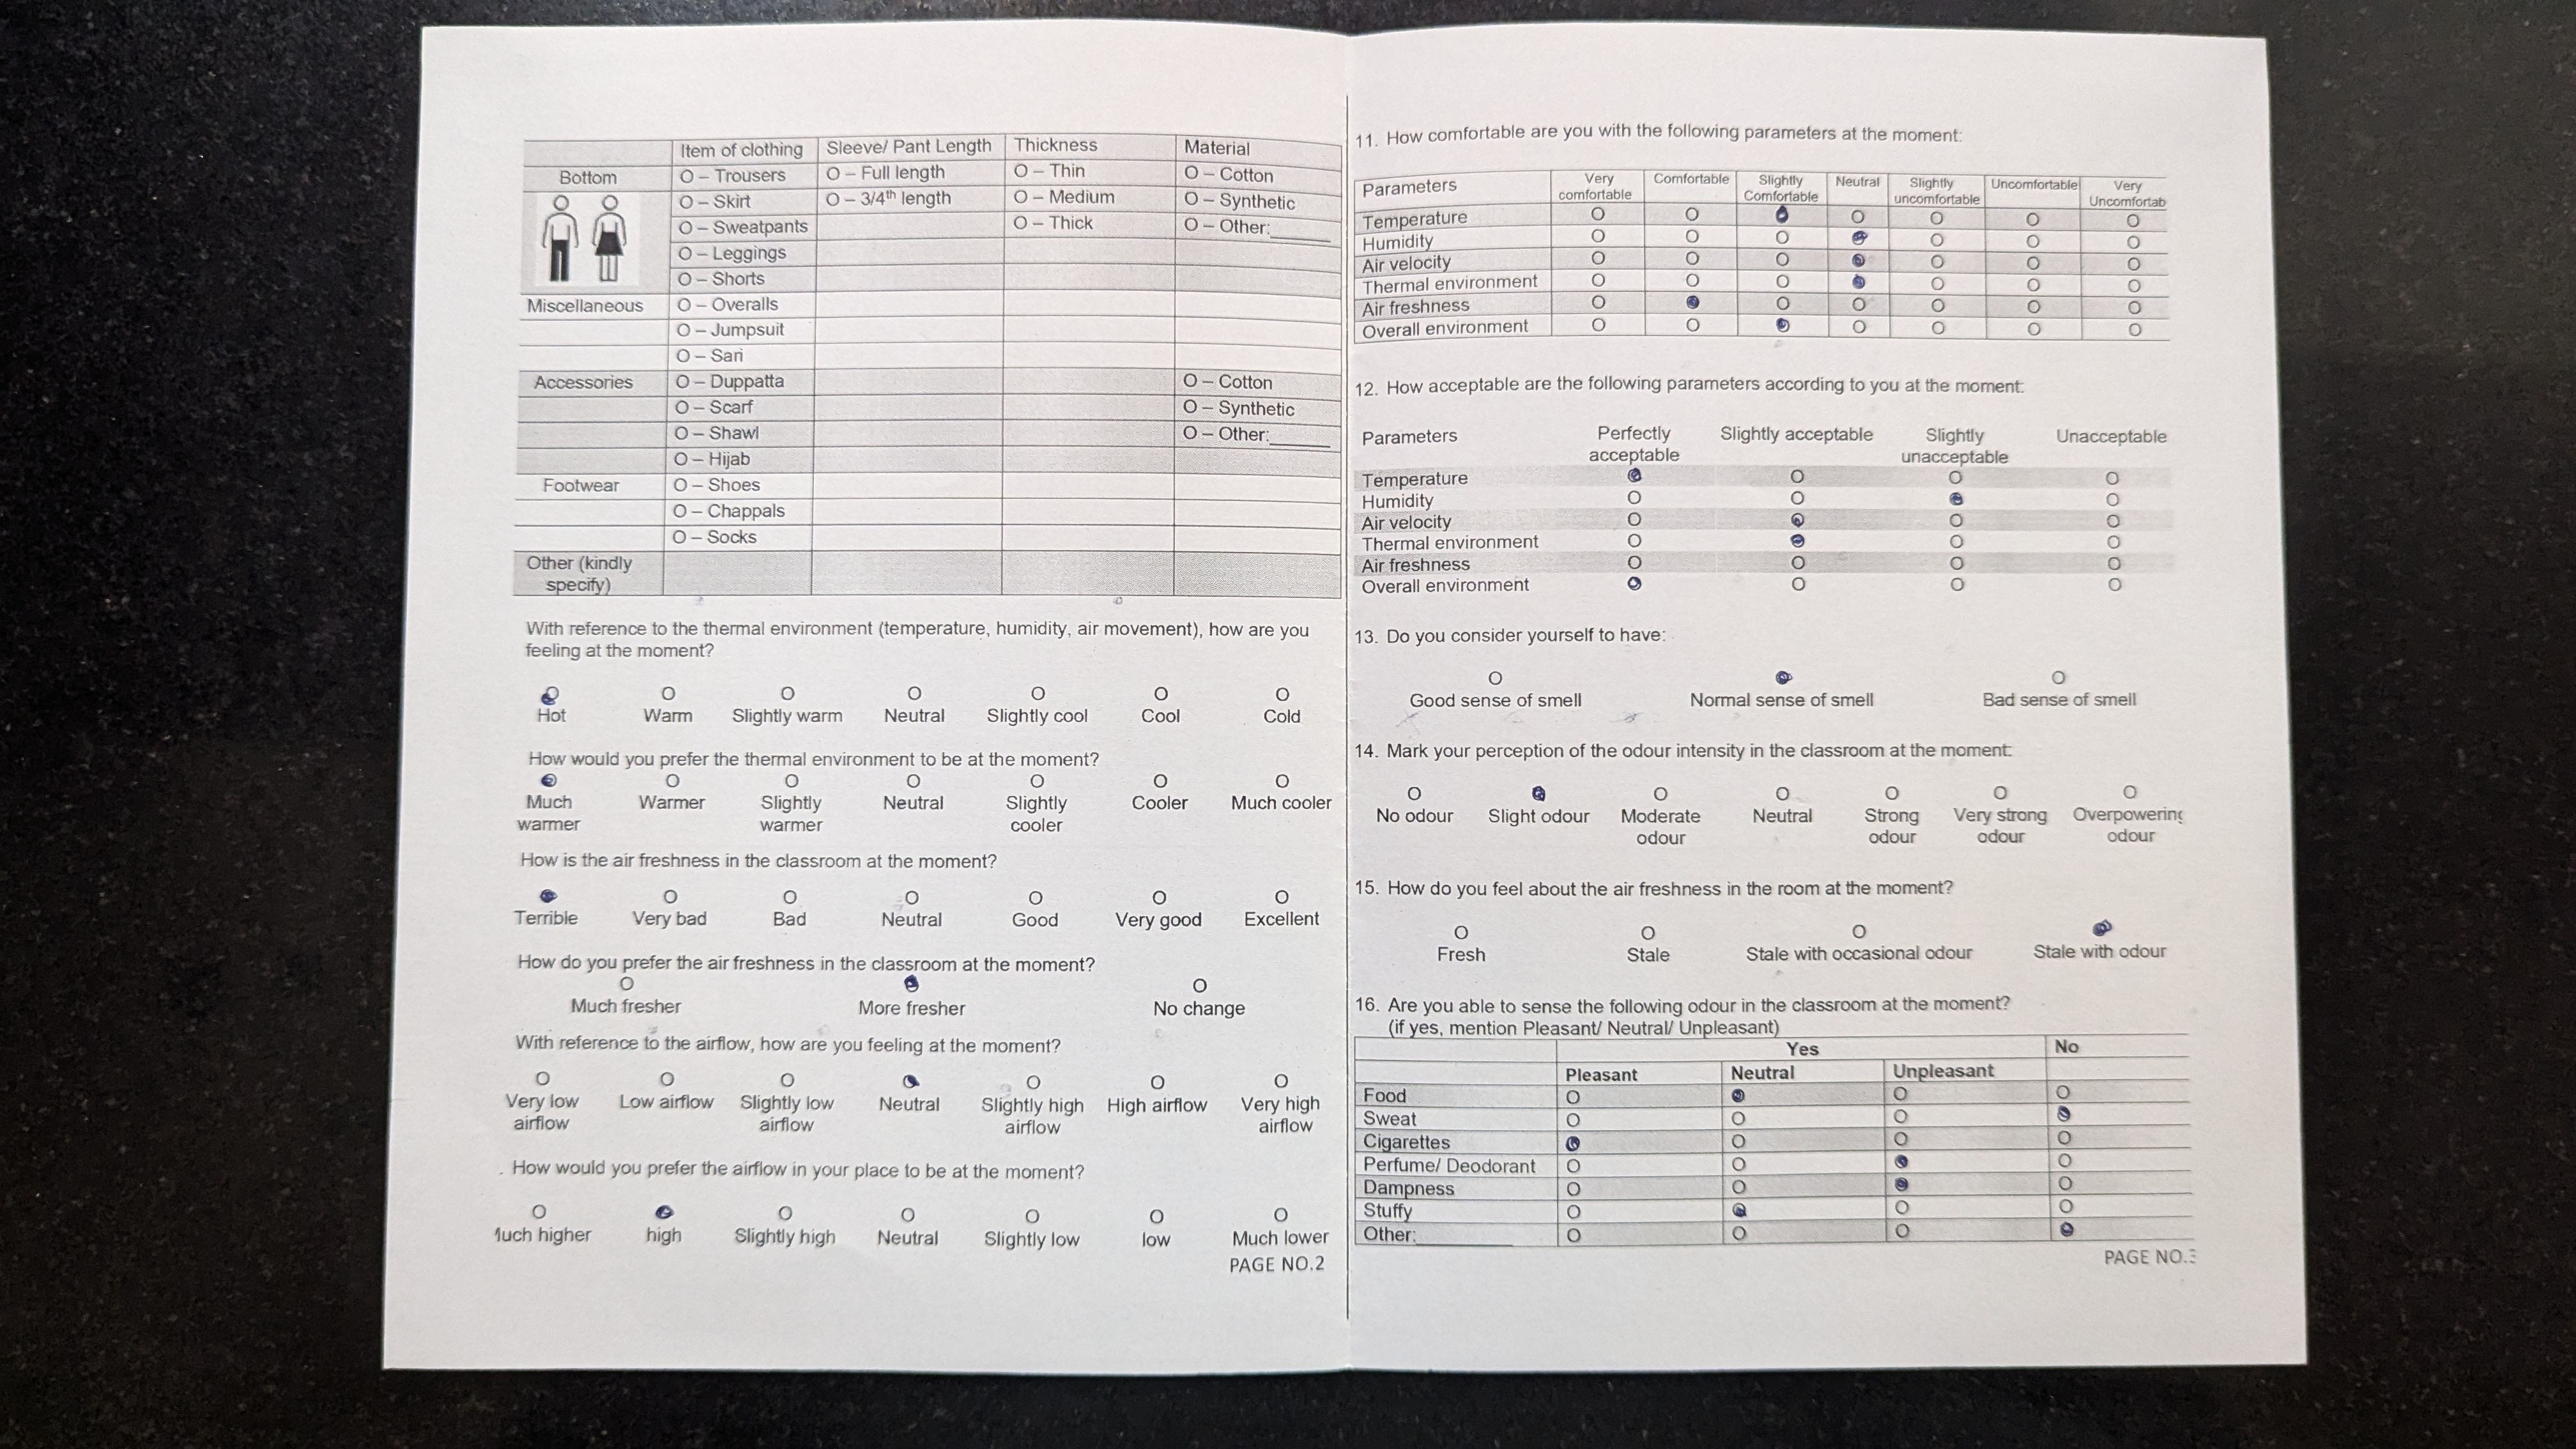 Item of clothing Sleeve/ Pant Length Thickness Material
Bottom O – Trousers O – Full length O – Thin O – Cotton
O – Skirt O – 3/4th length O – Medium O – Synthetic
O – Sweatpants O – Thick O – Other:______
O – Leggings
O – Shorts
Miscellaneous O – Overalls
O – Jumpsuit
O – Sari
Accessories O – Duppatta O – Cotton
O – Scarf O – Synthetic
O – Shawl O – Other:______
O – Hijab
Footwear O – Shoes
O – Chappals
O – Socks
Other (kindly
specify)
With reference to the thermal environment (temperature, humidity, air movement), how are you
feeling at the moment?
Hot Warm Slightly warm Neutral Slightly cool Cool Cold
How would you prefer the thermal environment to be at the moment?
Much Warmer Slightly Neutral Slightly Cooler Much cooler
warmer warmer cooler
How is the air freshness in the classroom at the moment?
Terrible Very bad Bad Neutral Good Very good Excellent
How do you prefer the air freshness in the classroom at the moment?
Much fresher More fresher No change
With reference to the airflow, how are you feeling at the moment?
Very low Low airflow Slightly low Neutral Slightly high High airflow Very high
airflow airflow airflow airflow
. How would you prefer the airflow in your place to be at the moment?
uch higher high Slightly high Neutral Slightly low low Much lower
PAGE NO.2
11. How comfortable are you with the following parameters at the moment:
Parameters Very Comfortable Slightly Neutral Slightly Uncomfortable Very
comfortable Comfortable uncomfortable Uncomfortab
Temperature
Humidity
Air velocity
Thermal environment
Air freshness
Overall environment
12. How acceptable are the following parameters according to you at the moment:
Parameters Perfectly Slightly acceptable Slightly Unacceptable
acceptable unacceptable
Temperature
Humidity
Air velocity
Thermal environment
Air freshness
Overall environment
13. Do you consider yourself to have:
Good sense of smell Normal sense of smell Bad sense of smell
14. Mark your perception of the odour intensity in the classroom at the moment:
No odour Slight odour Moderate Neutral Strong Very strong Overpowering
odour odour odour odour
15. How do you feel about the air freshness in the room at the moment?
Fresh Stale Stale with occasional odour Stale with odour
16. Are you able to sense the following odour in the classroom at the moment?
(if yes, mention Pleasant/ Neutral/ Unpleasant)
Yes No
Pleasant Neutral Unpleasant
Food
Sweat
Cigarettes
Perfume/ Deodorant
Dampness
Stuffy
Other:__________
PAGE NO.3